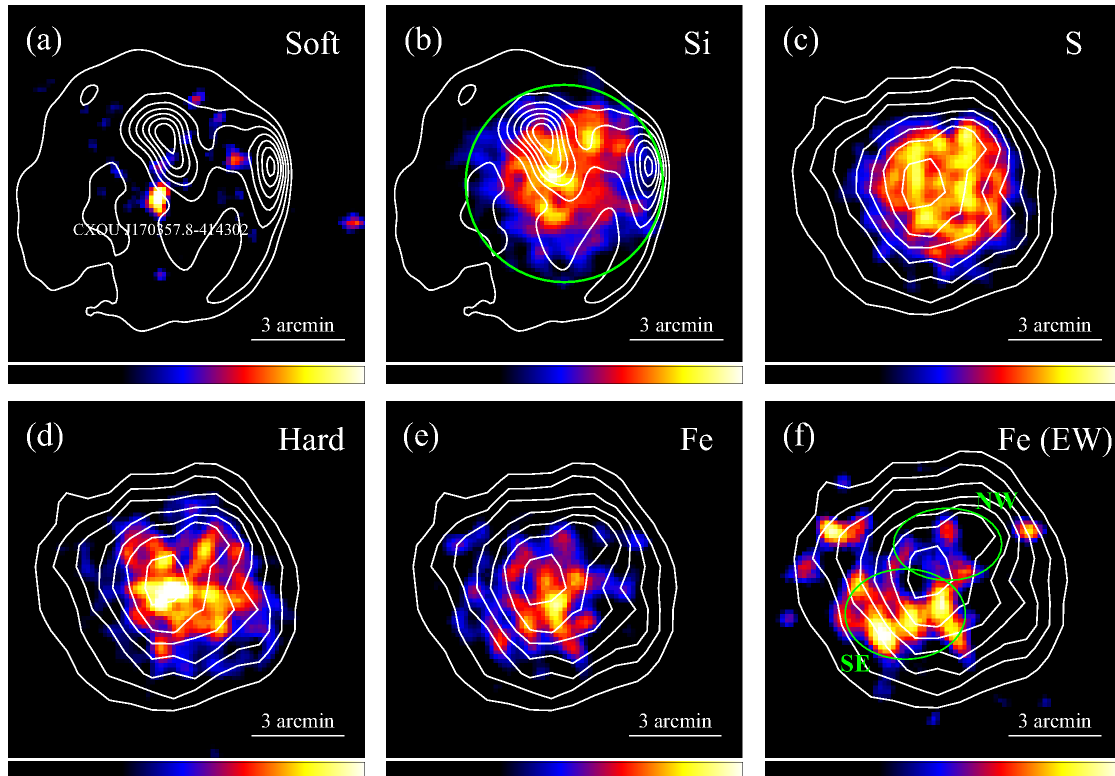 (a) Soft
CXOU J170357.8-414302
3 arcmin
(b) Si
3 arcmin
(c) S
3 arcmin
(d) Hard
3 arcmin
(e) Fe
3 arcmin
(f) Fe (EW)
NW
SE
3 arcmin